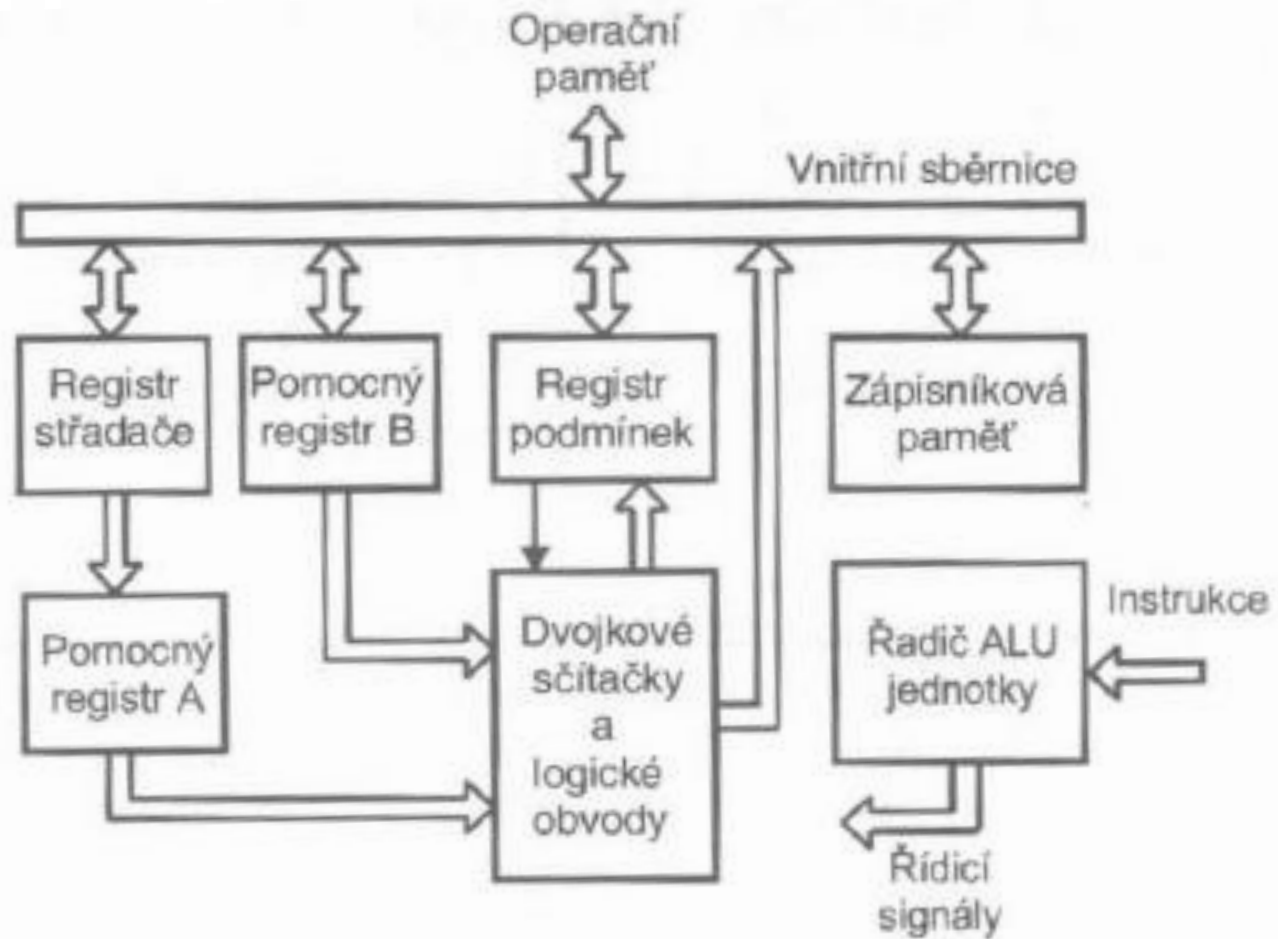 Operační
paměť
Vnitřní sběrnice
Registr
střadače
Pomocný
registr B
Registr
podmínek
Zápisníková
paměť
Pomocný
registr A
Dvojkové
sčítačky
a
logické
obvody
Řadič ALU
jednotky
Instrukce
Řídicí
signály